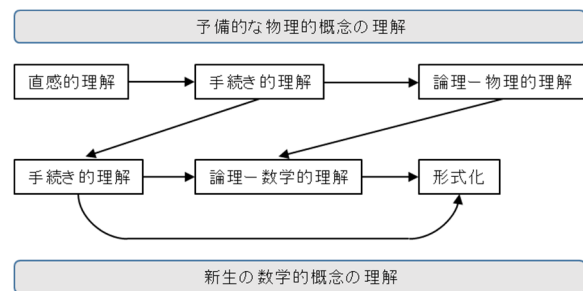 予備的な物理的概念の理解
直感的理解
手続き的理解
論理ー物理的理解
手続き的理解
論理ー数学的理解
形式化
新生の数学的概念の理解